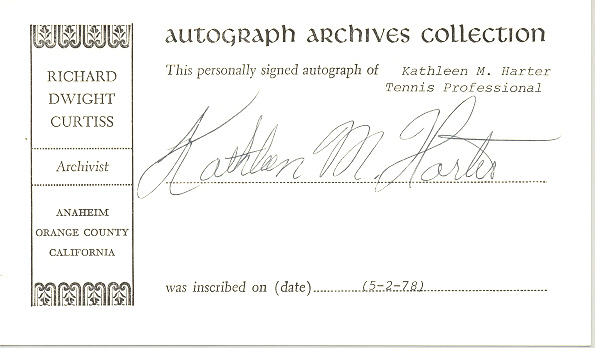 RICHARD
DWIGHT
CURTISS
Archivist
ANAHEIM
ORANGE COUNTY
CALIFORNIA
autograph archives collection
This personally signed autograph of Kathleen M. Harter
Tennis Professional
Kathleen M. Harter
was inscribed on (date) (5-2-78)